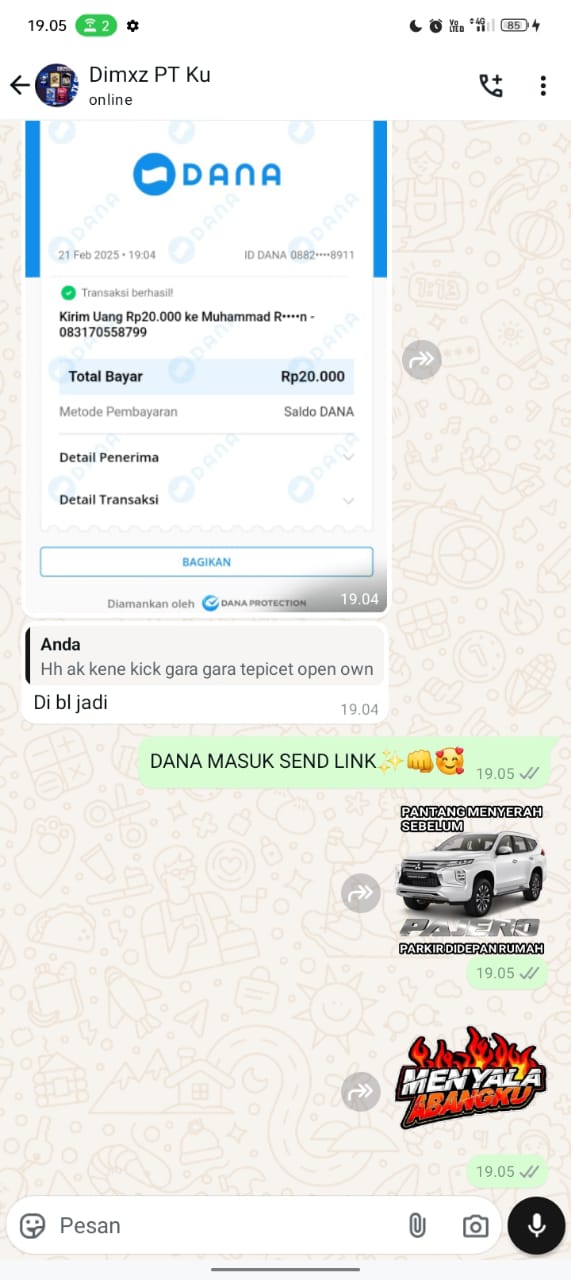 19.05
2
Vo
LTE D
4G
85
Dimxz PT Ku
online
DANA
21 Feb 2025 • 19:04
ID DANA 0882••••8911
Transaksi berhasil!
Kirim Uang Rp20.000 ke Muhammad R••••n -
083170558799
Total Bayar
Rp20.000
Metode Pembayaran
Saldo DANA
Detail Penerima
Detail Transaksi
BAGIKAN
Diamankan oleh DANA PROTECTION
19.04
Anda
Hh ak kene kick gara gara tepicet open own
Di bl jadi
19.04
DANA MASUK SEND LINK✨👊🥰
19.05
PANTANG MENYERAH
SEBELUM
PAJERO
PARKIR DIDEPAN RUMAH
19.05
MENYALA
ABANGKU
19.05
Pesan